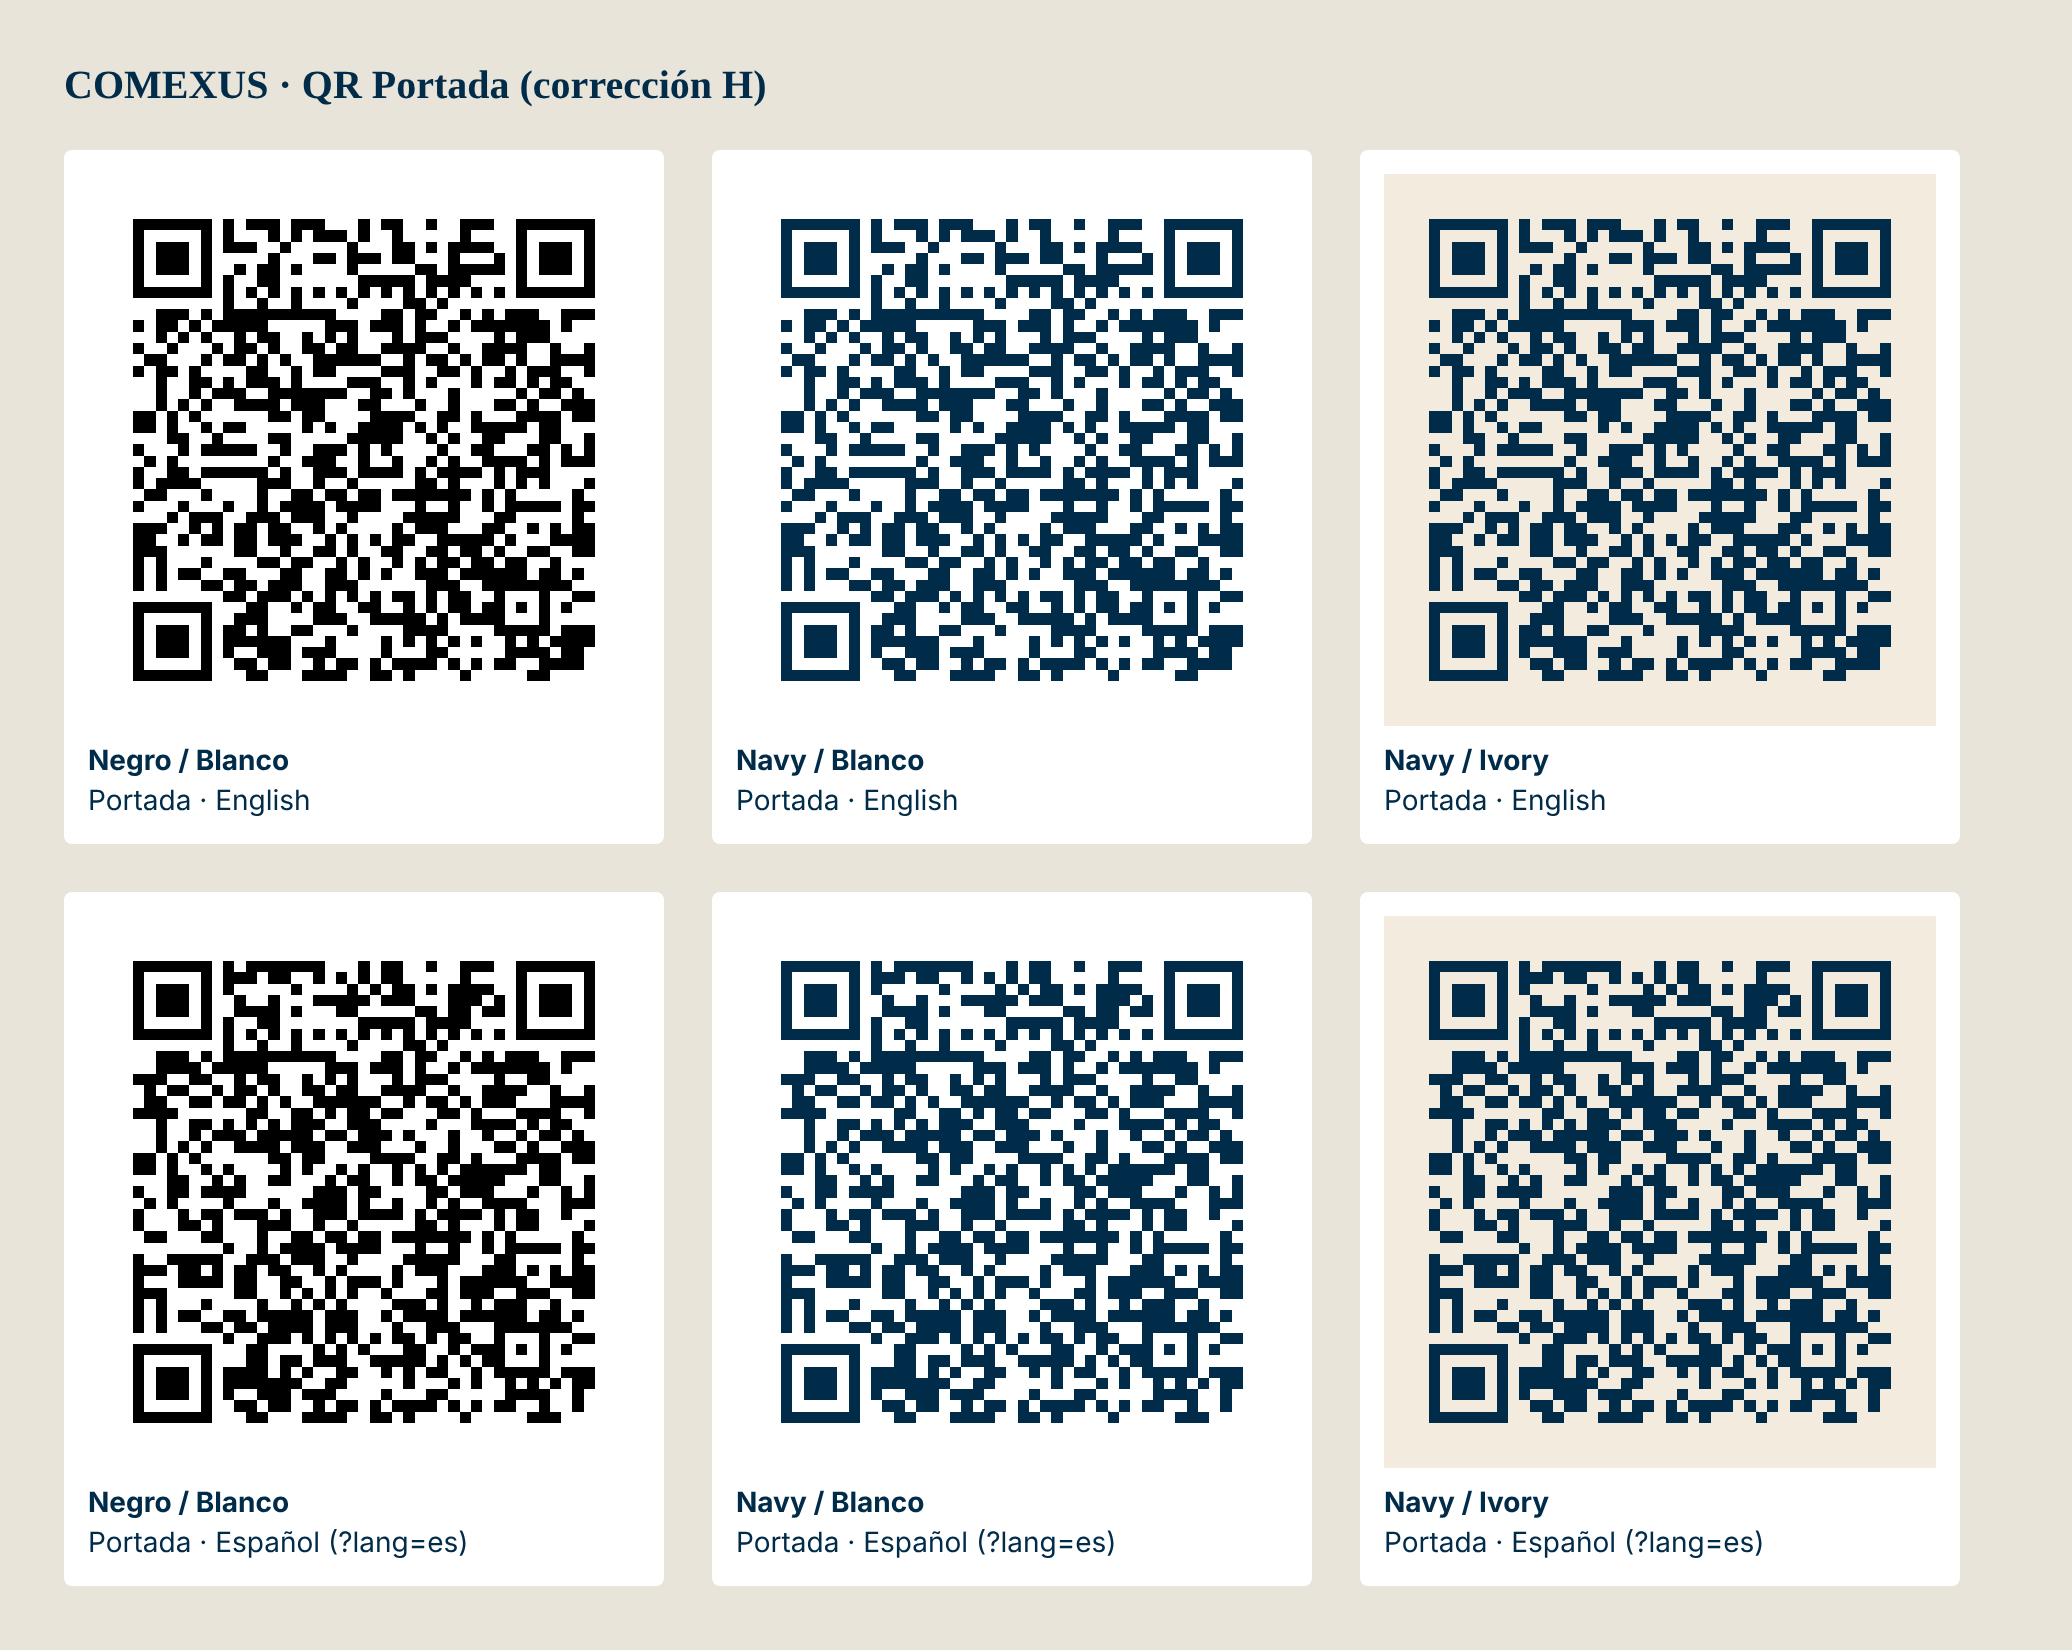 COMEXUS · QR Portada (corrección H)
Negro / Blanco
Portada · English
Navy / Blanco
Portada · English
Navy / Ivory
Portada · English
Negro / Blanco
Portada · Español (?lang=es)
Navy / Blanco
Portada · Español (?lang=es)
Navy / Ivory
Portada · Español (?lang=es)